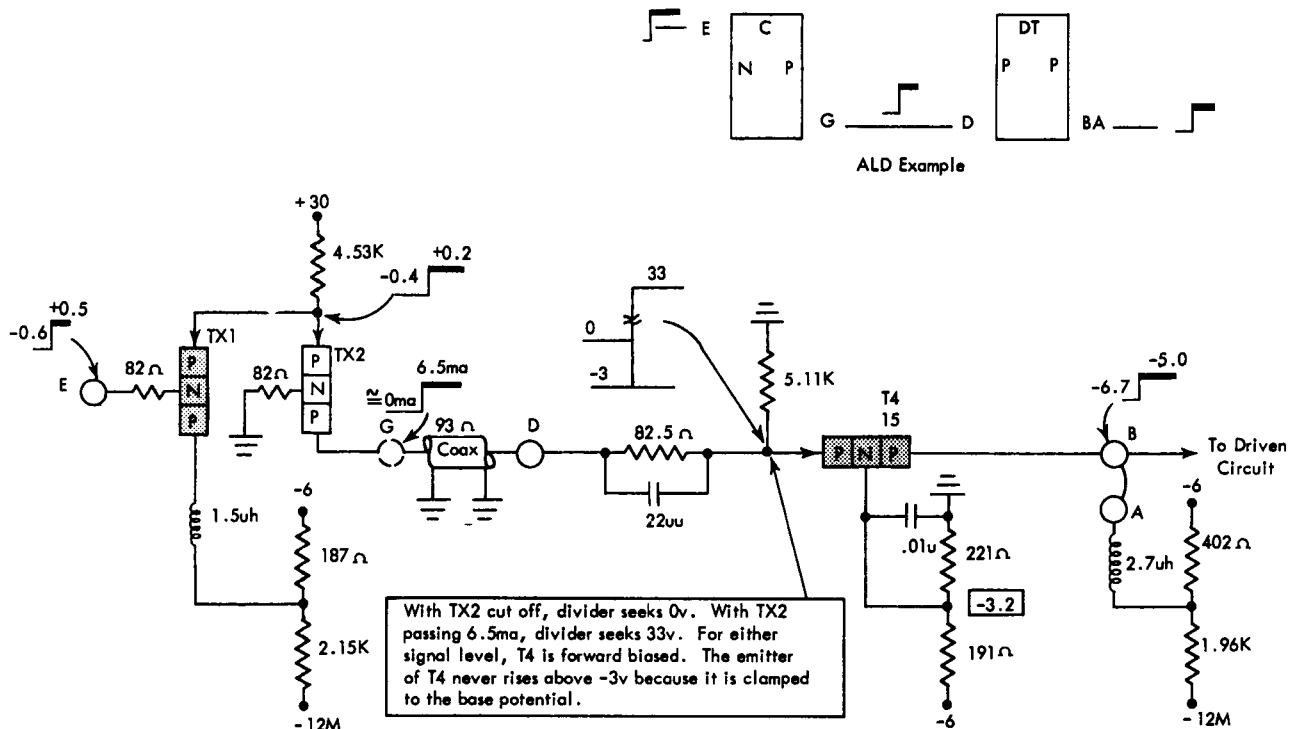 E
C
N P
G
D
DT
P P
BA
ALD Example
+30
4.53K
+0.2
-0.4
+0.5
-0.6
TX1
TX2
E
82Ω
P
N
P
82Ω
P
N
P
6.5ma
≅0ma
G
93 Ω
Coax
D
33
0
-3
82.5 Ω
22uu
5.11K
T4
15
P N P
-5.0
-6.7
B
To Driven
Circuit
A
1.5uh
-6
187Ω
2.15K
-12M
.01u
221Ω
-3.2
191Ω
-6
2.7uh
-6
402Ω
1.96K
-12M
With TX2 cut off, divider seeks 0v. With TX2
passing 6.5ma, divider seeks 33v. For either
signal level, T4 is forward biased. The emitter
of T4 never rises above -3v because it is clamped
to the base potential.